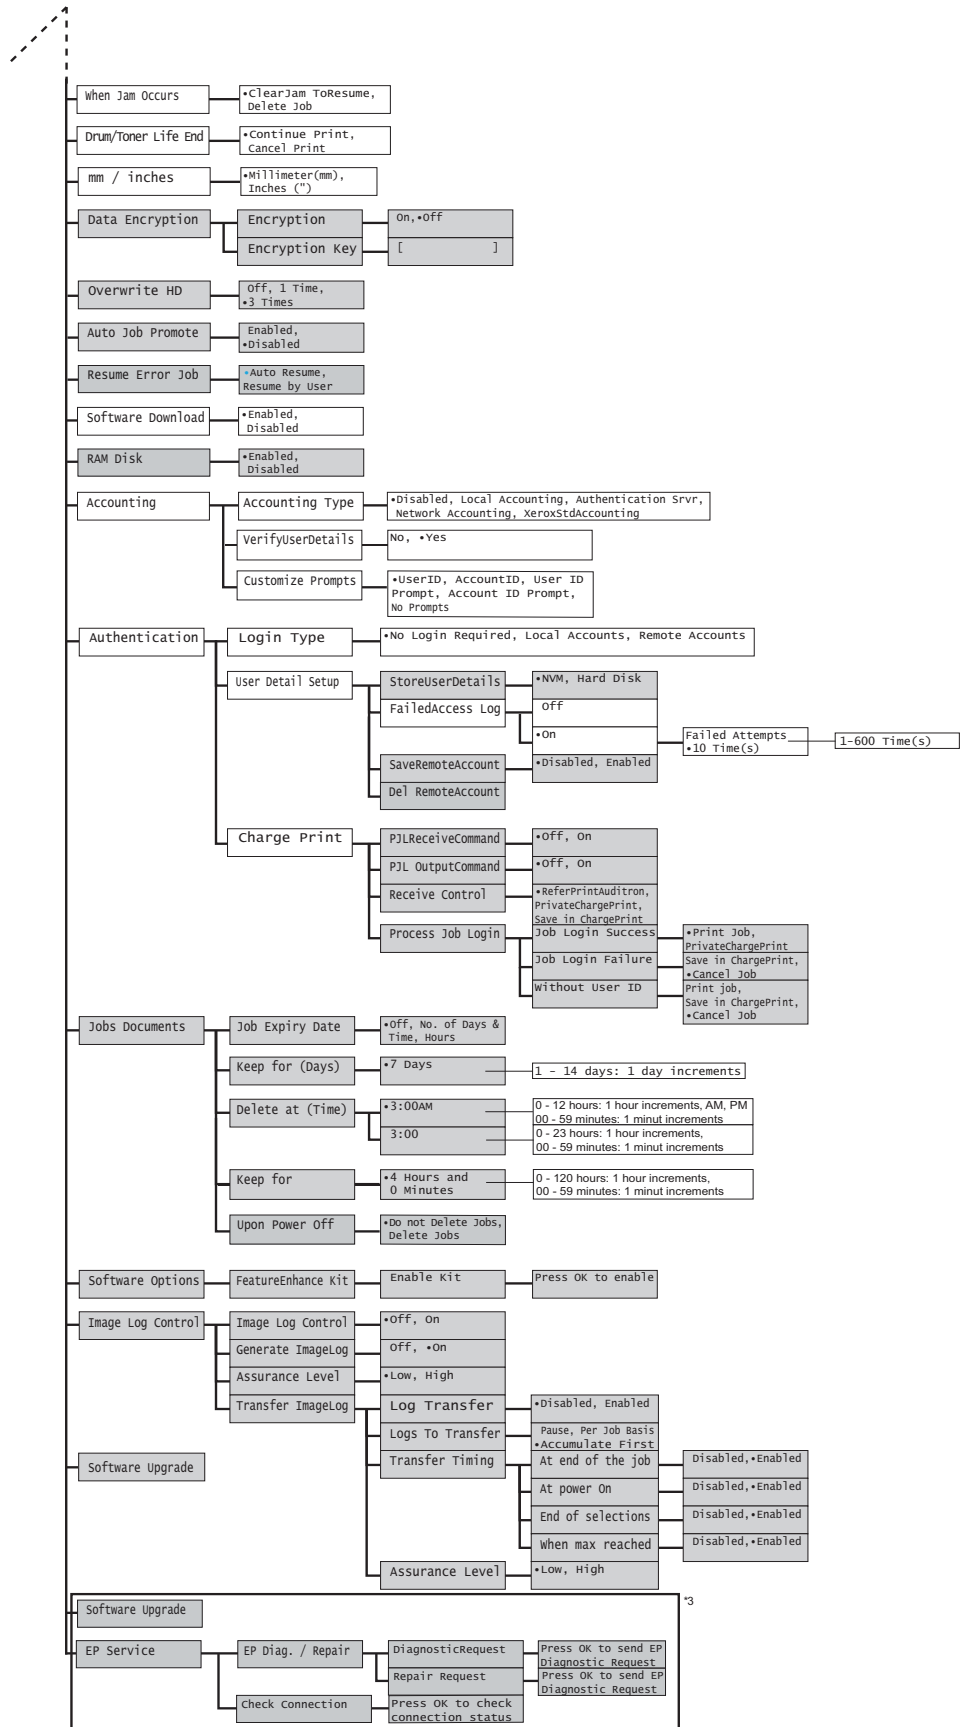 When Jam Occurs
•ClearJam ToResume,
Delete Job
Drum/Toner Life End
•Continue Print,
Cancel Print
mm / inches
•Millimeter(mm),
Inches (")
Data Encryption
Encryption
On,•Off
Encryption Key
[ ]
Overwrite HD
Off, 1 Time,
•3 Times
Auto Job Promote
Enabled,
•Disabled
Resume Error Job
•Auto Resume,
Resume by User
Software Download
•Enabled,
Disabled
RAM Disk
•Enabled,
Disabled
Accounting
Accounting Type
•Disabled, Local Accounting, Authentication Srvr,
Network Accounting, XeroxStdAccounting
VerifyUserDetails
No, •Yes
Customize Prompts
•UserID, AccountID, User ID
Prompt, Account ID Prompt,
No Prompts
Authentication
Login Type
•No Login Required, Local Accounts, Remote Accounts
User Detail Setup
StoreUserDetails
•NVM, Hard Disk
FailedAccess Log
Off
•On
Failed Attempts
•10 Time(s)
1-600 Time(s)
SaveRemoteAccount
•Disabled, Enabled
Del RemoteAccount
Charge Print
PJLReceiveCommand
•Off, On
PJL OutputCommand
•Off, On
Receive Control
•ReferPrintAuditron,
PrivateChargePrint,
Save in ChargePrint
Process Job Login
Job Login Success
•Print Job,
PrivateChargePrint
Job Login Failure
Save in ChargePrint,
•Cancel Job
Without User ID
Print job,
Save in ChargePrint,
•Cancel Job
Jobs Documents
Job Expiry Date
•Off, No. of Days &
Time, Hours
Keep for (Days)
•7 Days
1 - 14 days: 1 day increments
Delete at (Time)
•3:00AM
0 - 12 hours: 1 hour increments, AM, PM
00 - 59 minutes: 1 minut increments
3:00
0 - 23 hours: 1 hour increments,
00 - 59 minutes: 1 minut increments
Keep for
•4 Hours and
0 Minutes
0 - 120 hours: 1 hour increments,
00 - 59 minutes: 1 minut increments
Upon Power Off
•Do not Delete Jobs,
Delete Jobs
Software Options
FeatureEnhance Kit
Enable Kit
Press OK to enable
Image Log Control
Image Log Control
•Off, On
Generate ImageLog
Off, •On
Assurance Level
•Low, High
Transfer ImageLog
Log Transfer
•Disabled, Enabled
Logs To Transfer
Pause, Per Job Basis
•Accumulate First
Transfer Timing
At end of the job
Disabled,•Enabled
At power On
Disabled,•Enabled
End of selections
Disabled,•Enabled
When max reached
Disabled,•Enabled
Assurance Level
•Low, High
Software Upgrade
*3
Software Upgrade
EP Service
EP Diag. / Repair
DiagnosticRequest
Press OK to send EP
Diagnostic Request
Repair Request
Press OK to send EP
Diagnostic Request
Check Connection
Press OK to check
connection status